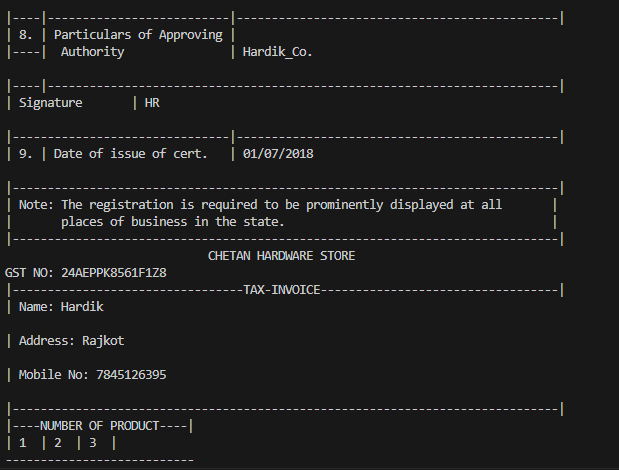 |----|--------------------------|----------------------------------------------|
| 8. | Particulars of Approving |
|----|  Authority               | Hardik_Co.
|----|-------------------------------------------------------------------------|
| Signature       | HR
|-------------------------------|----------------------------------------------|
| 9. | Date of issue of cert.   | 01/07/2018
|------------------------------------------------------------------------------|
| Note: The registration is required to be prominently displayed at all       |
|       places of business in the state.                                      |
|------------------------------------------------------------------------------|
CHETAN HARDWARE STORE
GST NO: 24AEPPK8561F1Z8
|---------------------------------TAX-INVOICE----------------------------------|
| Name: Hardik
| Address: Rajkot
| Mobile No: 7845126395
|------------------------------------------------------------------------------|
|----NUMBER OF PRODUCT----|
| 1  | 2  | 3  |
---------------------------